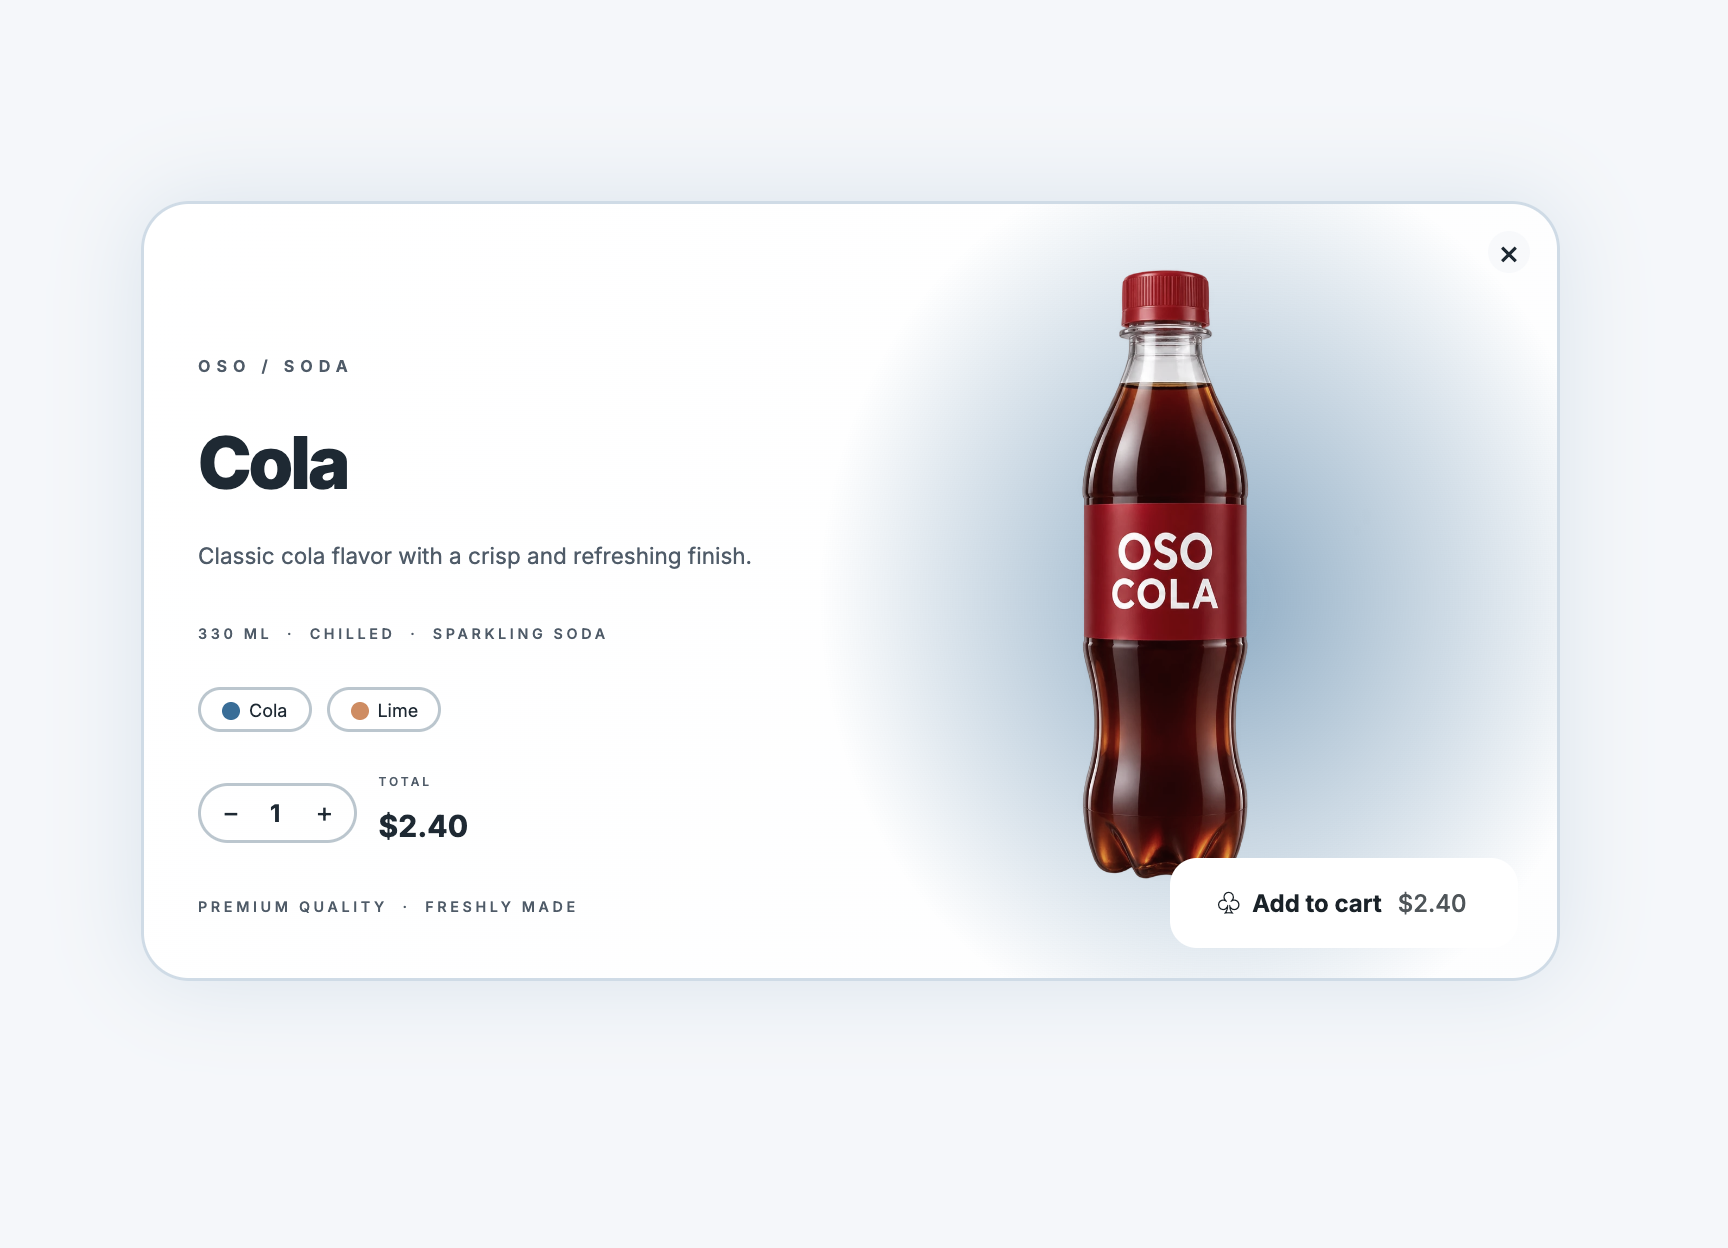 OSO / SODA
Cola
Classic cola flavor with a crisp and refreshing finish.
330 ML · CHILLED · SPARKLING SODA
Cola
Lime
− 1 +
TOTAL
$2.40
PREMIUM QUALITY · FRESHLY MADE
×
OSO
COLA
Add to cart $2.40